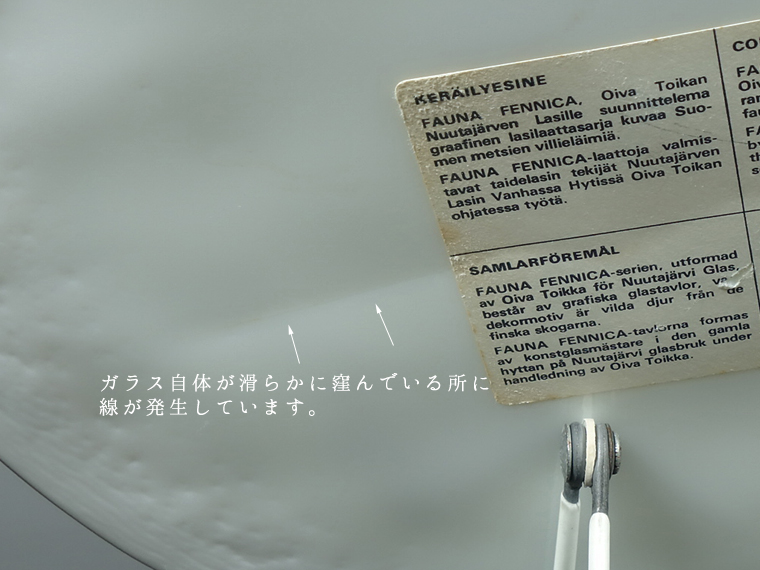 KERÄILYESINE
FAUNA FENNICA, Oiva Toikan
Nuutajärven Lasille suunnittelema
graafinen lasilaattasarja kuvaa Suo-
men metsien villieläimiä.
FAUNA FENNICA-laattoja valmis-
tavat taidelasin tekijät Nuutajärven
Lasin Vanhassa Hytissä Oiva Toikan
ohjatessa työtä.
SAMLARFÖREMÅL
FAUNA FENNICA-serien, utformad
av Oiva Toikka för Nuutajärvi Glas,
består av grafiska glastavlor,
dekormotiv är vilda djur från de
finska skogarna.
FAUNA FENNICA-tavlorna formas
av konstglasmästare i den gamla
hyttan på Nuutajärvi glasbruk under
handledning av Oiva Toikka.
ガラス自体が滑らかに窪んでいる所に
線が発生しています。